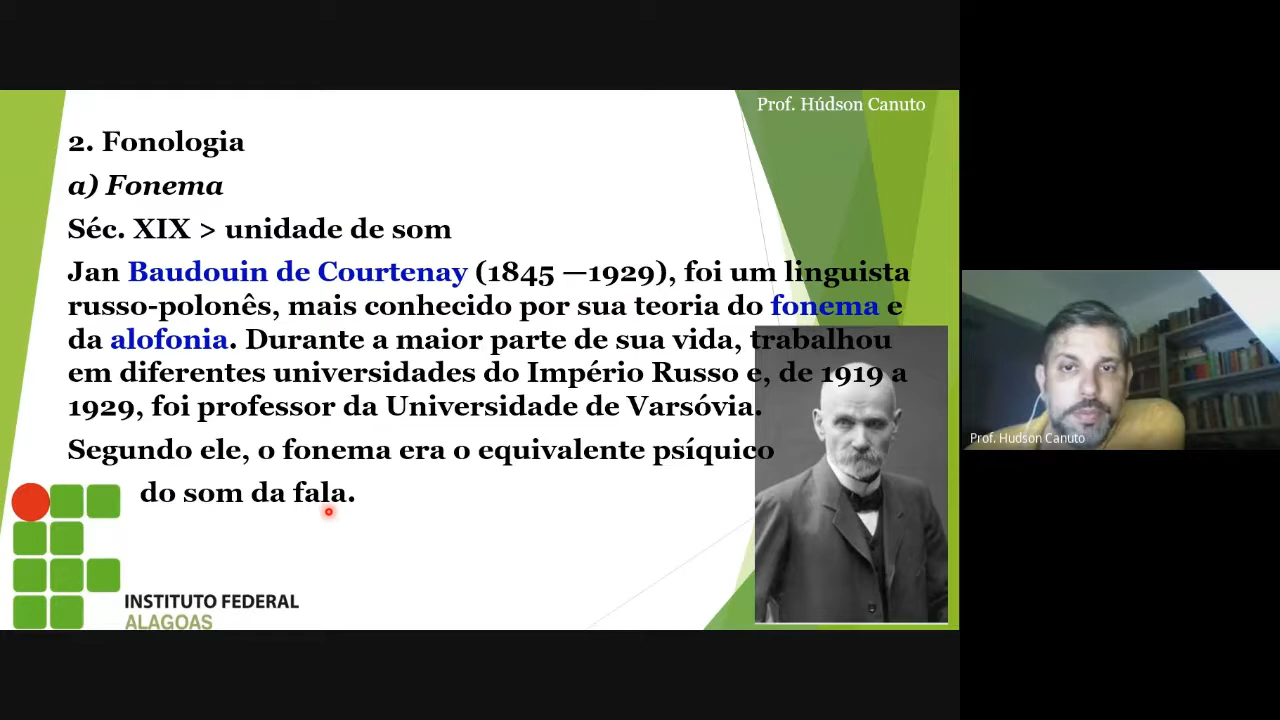 Prof. Húdson Canuto
2. Fonologia
a) Fonema
Séc. XIX > unidade de som
Jan Baudouin de Courtenay (1845 —1929), foi um linguista
russo-polonês, mais conhecido por sua teoria do fonema e
da alofonia. Durante a maior parte de sua vida, trabalhou
em diferentes universidades do Império Russo e, de 1919 a
1929, foi professor da Universidade de Varsóvia.
Segundo ele, o fonema era o equivalente psíquico
do som da fala.
INSTITUTO FEDERAL
ALAGOAS
Prof. Hudson Canuto